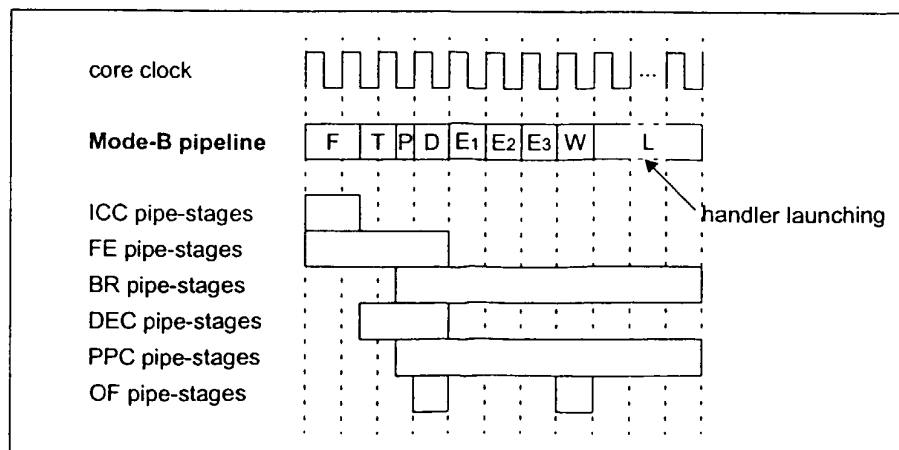 core clock
...
Mode-B pipeline F T P D E1 E2 E3 W L
ICC pipe-stages
handler launching
FE pipe-stages
BR pipe-stages
DEC pipe-stages
PPC pipe-stages
OF pipe-stages